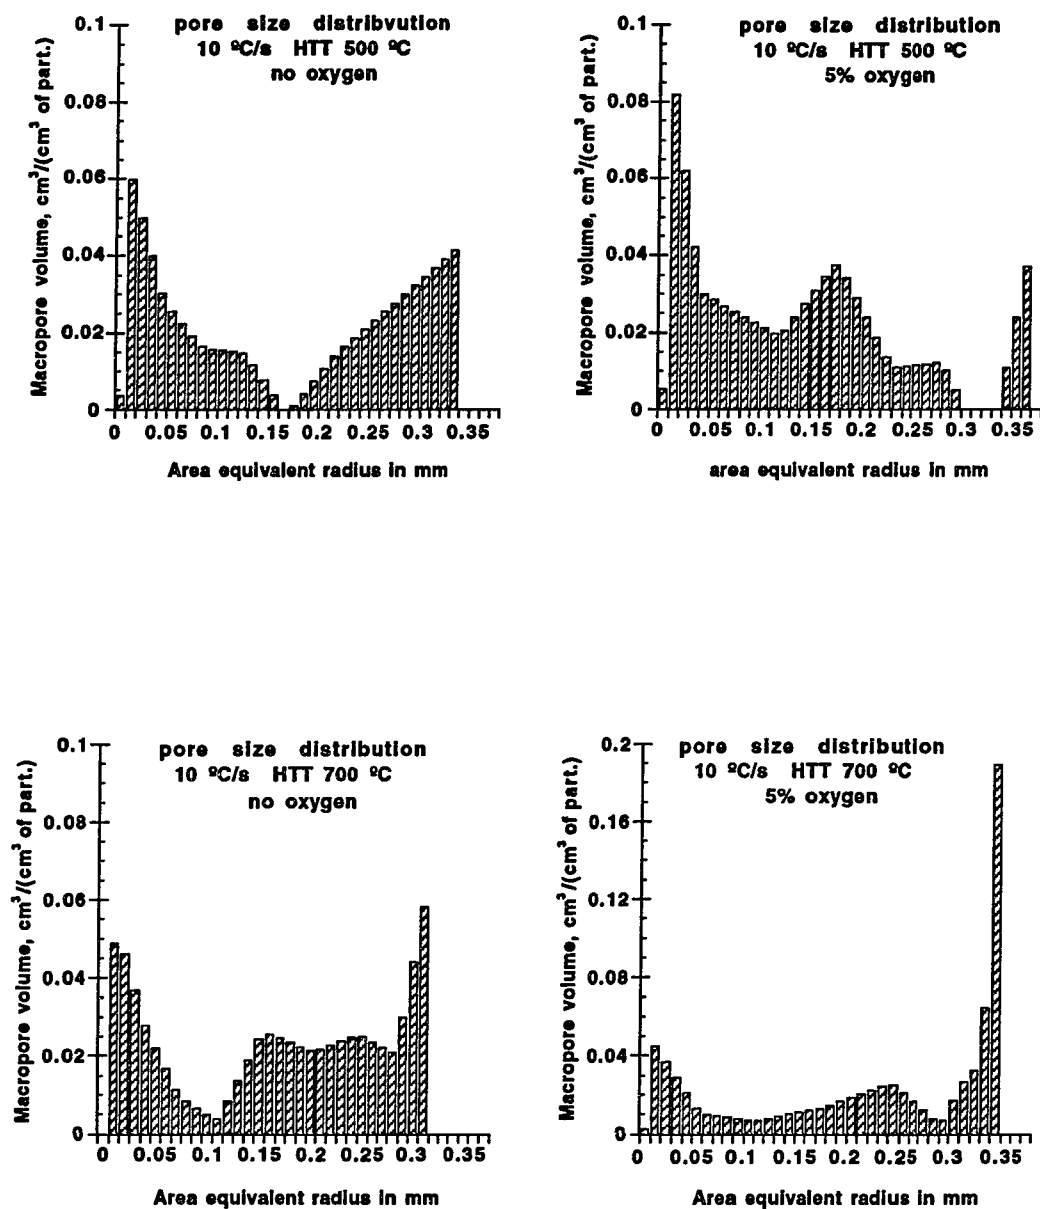 pore size distribvution
10 ºC/s HTT 500 ºC
no oxygen
Macropore volume, cm³/(cm³ of part.)
0.1
0.08
0.06
0.04
0.02
0
0 0.05 0.1 0.15 0.2 0.25 0.3 0.35
Area equivalent radius in mm
pore size distribution
10 ºC/s HTT 500 ºC
5% oxygen
Macropore volume, cm³/(cm³ of part.)
0.1
0.08
0.06
0.04
0.02
0
0 .05 0.1 0.15 0.2 0.25 0.3 0.35
area equivalent radius in mm
pore size distribution
10 ºC/s HTT 700 ºC
no oxygen
Macropore volume, cm³/(cm³ of part.)
0.1
0.08
0.06
0.04
0.02
0
0 0.05 0.1 0.15 0.2 0.25 0.3 0.35
Area equivalent radius in mm
pore size distribution
10 ºC/s HTT 700 ºC
5% oxygen
Macropore volume, cm³/(cm³ of part.)
0.2
0.16
0.12
0.08
0.04
0
0 0.05 0.1 0.15 0.2 0.25 0.3 0.35
Area equivalent radius in mm